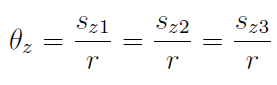 θ_z = s_{z1}/r = s_{z2}/r = s_{z3}/r